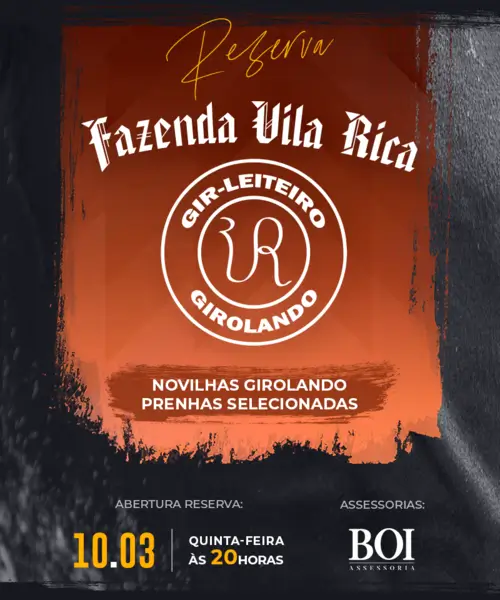 Reserva
Fazenda Vila Rica
GIR-LEITEIRO
VR
GIROLANDO
NOVILHAS GIROLANDO
PRENHAS SELECIONADAS
ABERTURA RESERVA:
10.03
QUINTA-FEIRA
ÀS 20HORAS
ASSESSORIAS:
BOI
ASSESSORIA